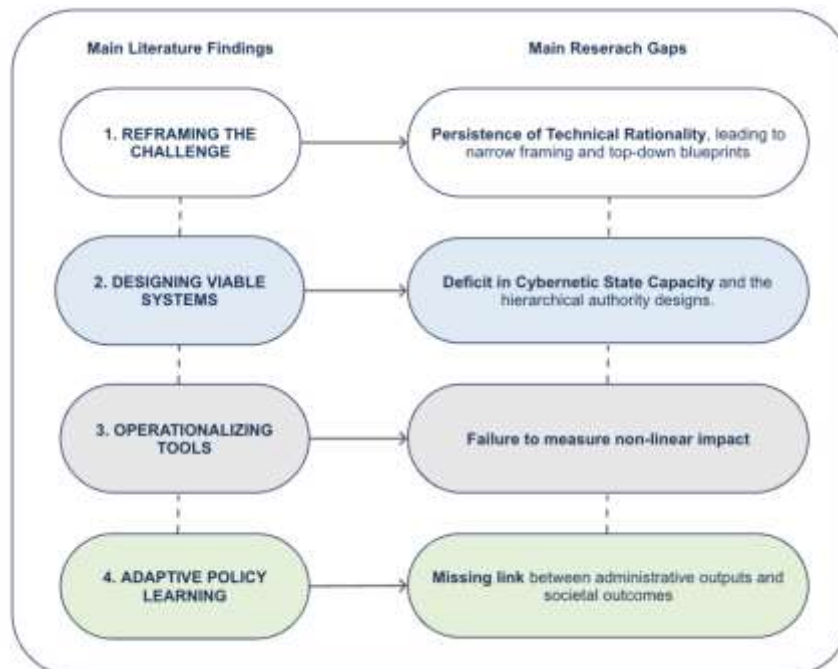 Main Literature Findings
Main Reserach Gaps
1. REFRAMING THE
CHALLENGE
Persistence of Technical Rationality, leading to
narrow framing and top-down blueprints
2. DESIGNING VIABLE
SYSTEMS
Deficit in Cybernetic State Capacity and the
hierarchical authority designs.
3. OPERATIONALIZING
TOOLS
Failure to measure non-linear impact
4. ADAPTIVE POLICY
LEARNING
Missing link between administrative outputs and
societal outcomes